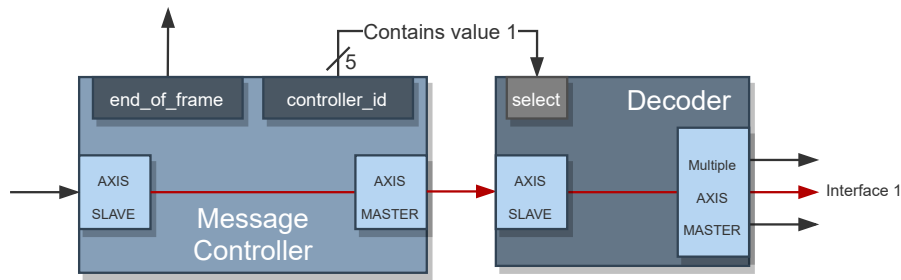 Contains value 1
5
end_of_frame
controller_id
select
Decoder
AXIS
SLAVE
AXIS
MASTER
Message
Controller
AXIS
SLAVE
Multiple
AXIS
MASTER
Interface 1